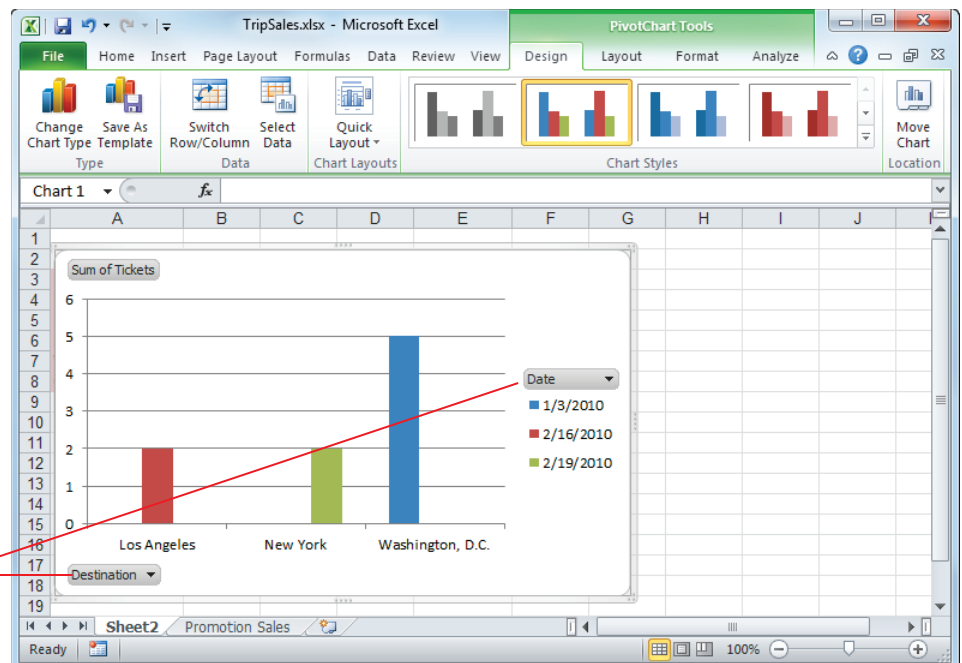 TripSales.xlsx - Microsoft Excel
PivotChart Tools
File Home Insert Page Layout Formulas Data Review View Design Layout Format Analyze
Change Chart Type
Save As Template
Switch Row/Column
Select Data
Quick Layout
Move Chart
Type
Data
Chart Layouts
Chart Styles
Location
Chart 1
fx
A B C D E F G H I J
1
2
3
4
5
6
7
8
9
10
11
12
13
14
15
16
17
18
19
Sum of Tickets
6
5
4
3
2
1
0
Los Angeles New York Washington, D.C.
Destination
Date
1/3/2010
2/16/2010
2/19/2010
Sheet2 Promotion Sales
Ready
100%